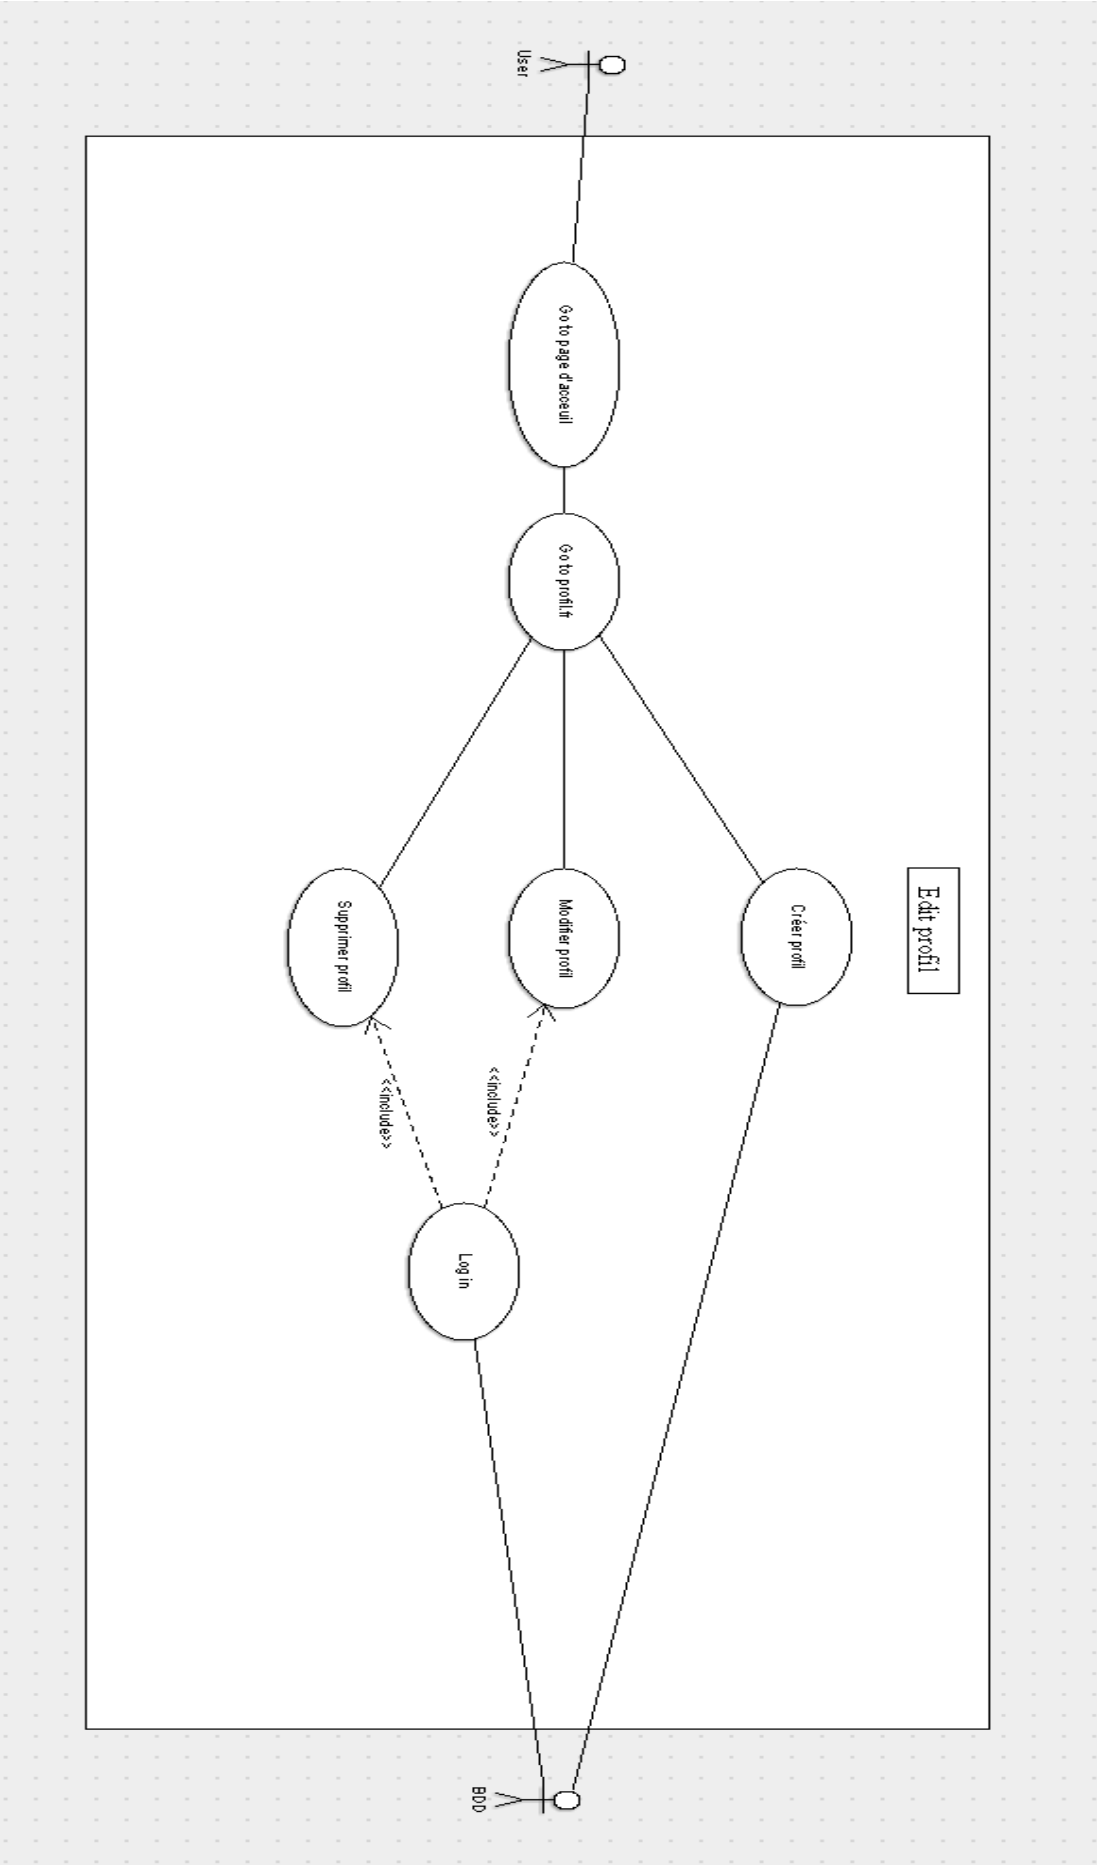 Edit profil
User
Go to page d'acceuil
Go to profil.fr
Créer profil
Modifier profil
Supprimer profil
<<include>>
<<include>>
Log in
BDD